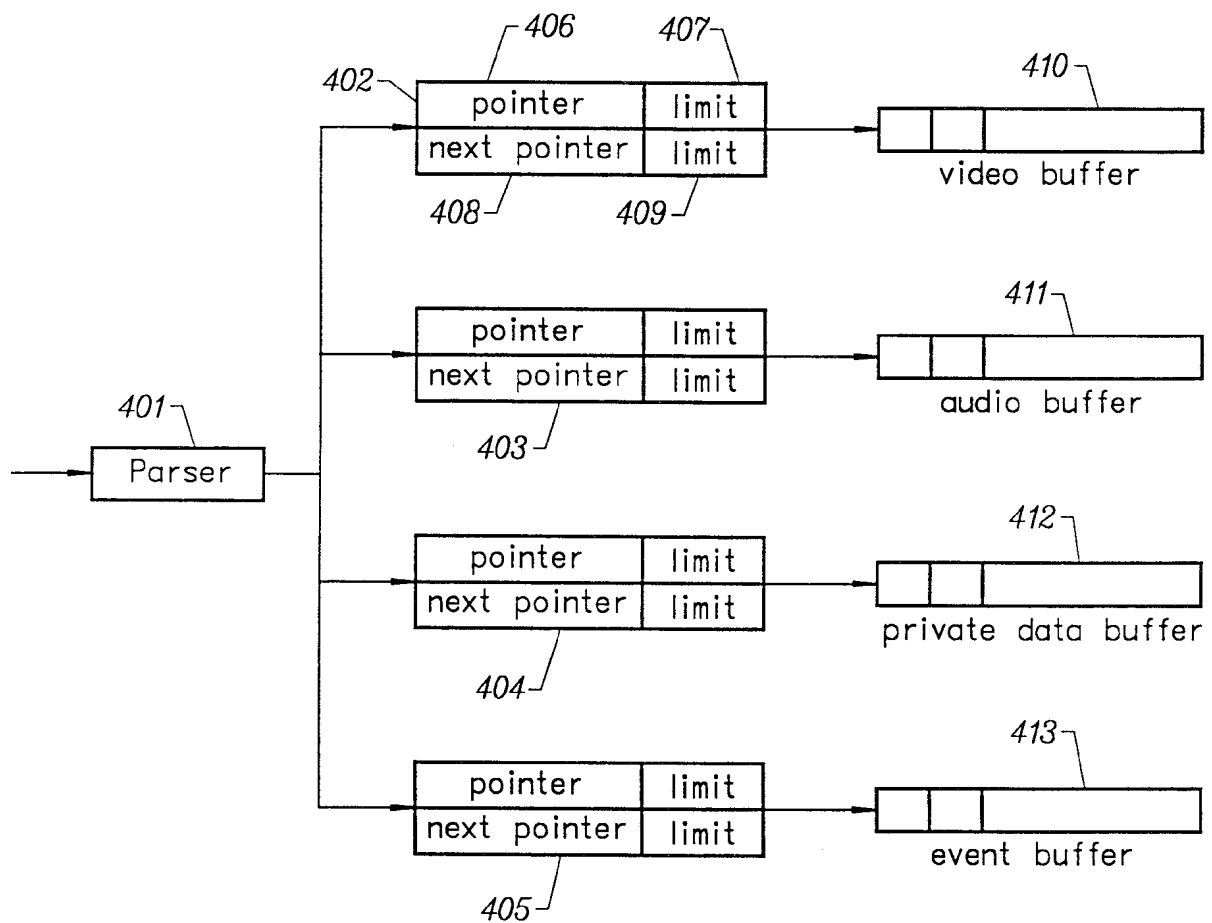 406 407
402 410
pointer limit
next pointer limit
video buffer
408 409
411
pointer limit
next pointer limit
audio buffer
401 403
Parser
412
pointer limit
next pointer limit
private data buffer
404
413
pointer limit
next pointer limit
event buffer
405